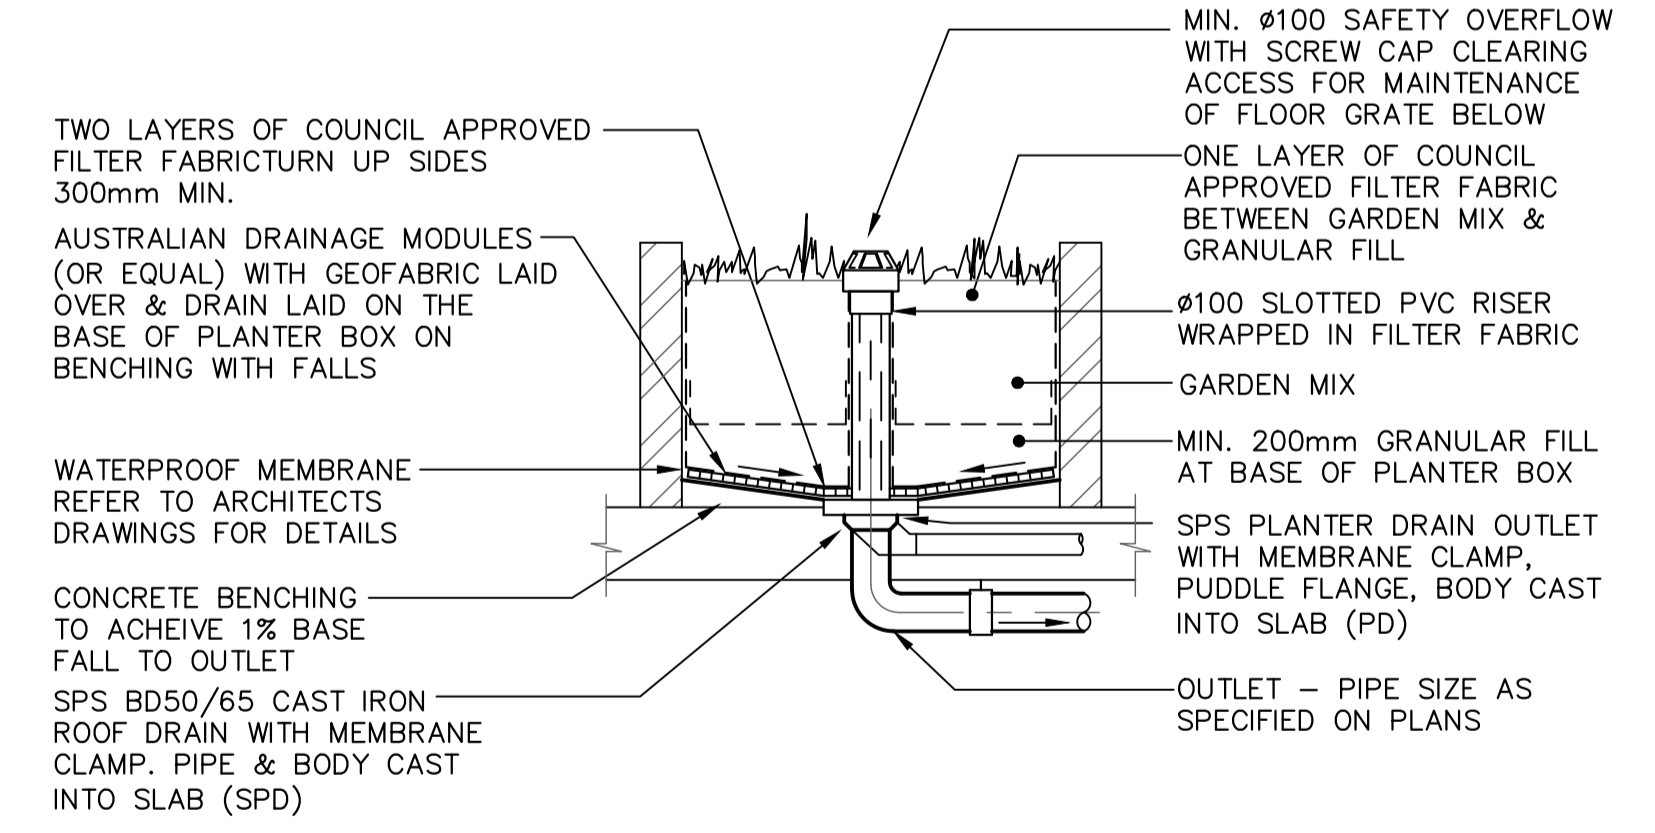 TWO LAYERS OF COUNCIL APPROVED
FILTER FABRICTURN UP SIDES
300mm MIN.
AUSTRALIAN DRAINAGE MODULES
(OR EQUAL) WITH GEOFABRIC LAID
OVER & DRAIN LAID ON THE
BASE OF PLANTER BOX ON
BENCHING WITH FALLS
WATERPROOF MEMBRANE
REFER TO ARCHITECTS
DRAWINGS FOR DETAILS
CONCRETE BENCHING
TO ACHEIVE 1% BASE
FALL TO OUTLET
SPS BD50/65 CAST IRON
ROOF DRAIN WITH MEMBRANE
CLAMP. PIPE & BODY CAST
INTO SLAB (SPD)
MIN. Ø100 SAFETY OVERFLOW
WITH SCREW CAP CLEARING
ACCESS FOR MAINTENANCE
OF FLOOR GRATE BELOW
ONE LAYER OF COUNCIL
APPROVED FILTER FABRIC
BETWEEN GARDEN MIX &
GRANULAR FILL
Ø100 SLOTTED PVC RISER
WRAPPED IN FILTER FABRIC
GARDEN MIX
MIN. 200mm GRANULAR FILL
AT BASE OF PLANTER BOX
SPS PLANTER DRAIN OUTLET
WITH MEMBRANE CLAMP,
PUDDLE FLANGE, BODY CAST
INTO SLAB (PD)
OUTLET – PIPE SIZE AS
SPECIFIED ON PLANS